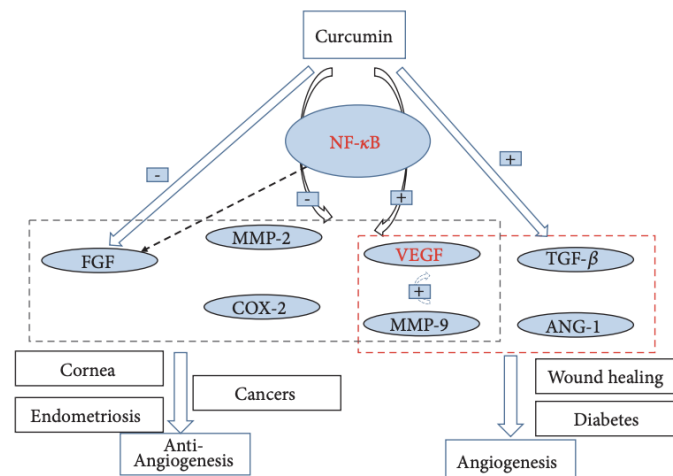 Curcumin
NF-κB
-
+
-
+
FGF
MMP-2
VEGF
TGF-β
+
COX-2
MMP-9
ANG-1
Cornea
Cancers
Wound healing
Endometriosis
Diabetes
Anti-
Angiogenesis
Angiogenesis